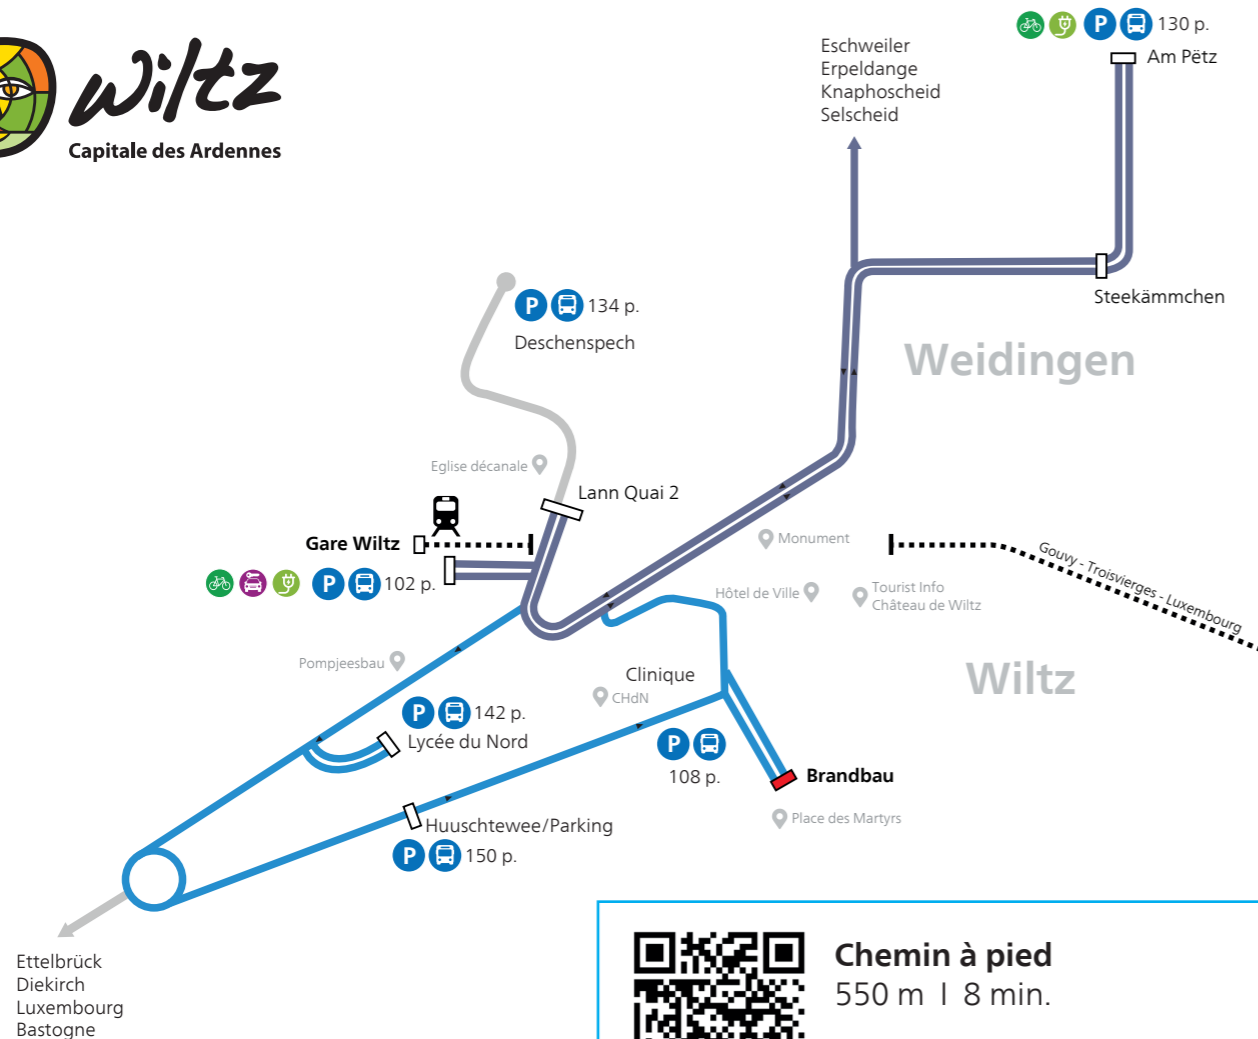 Wiltz
Capitale des Ardennes
Eschweiler
Erpeldange
Knaphoscheid
Selscheid
P 130 p.
Am Pëtz
Steekämmchen
Weidingen
P 134 p.
Deschenspech
Eglise décanale
Lann Quai 2
Gare Wiltz
P 102 p.
Monument
Hôtel de Ville
Tourist Info
Château de Wiltz
Gouvy - Troisvierges - Luxembourg
Wiltz
Pompjeesbau
Clinique
CHdN
P 142 p.
Lycée du Nord
P
108 p.
Brandbau
Place des Martyrs
Huuschtewee/Parking
P 150 p.
Ettelbrück
Diekirch
Luxembourg
Bastogne
Chemin à pied
550 m I 8 min.